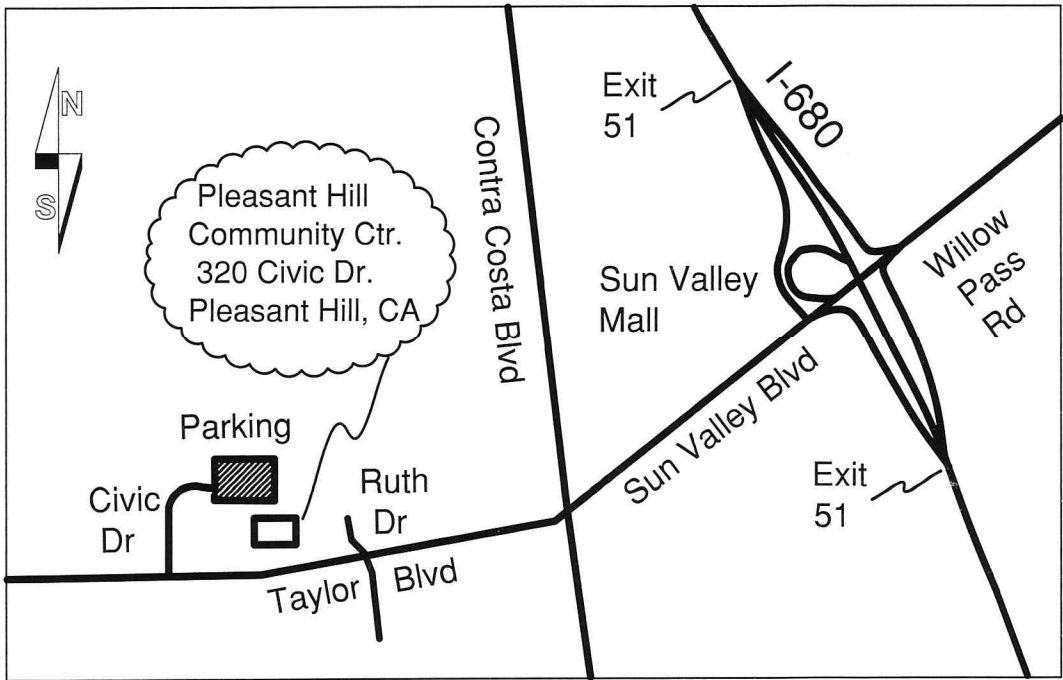 N
S
Pleasant Hill
Community Ctr.
320 Civic Dr.
Pleasant Hill, CA
Parking
Civic
Dr
Ruth
Dr
Taylor Blvd
Contra Costa Blvd
Sun Valley
Mall
Sun Valley Blvd
Exit
51
I-680
Willow
Pass
Rd
Exit
51